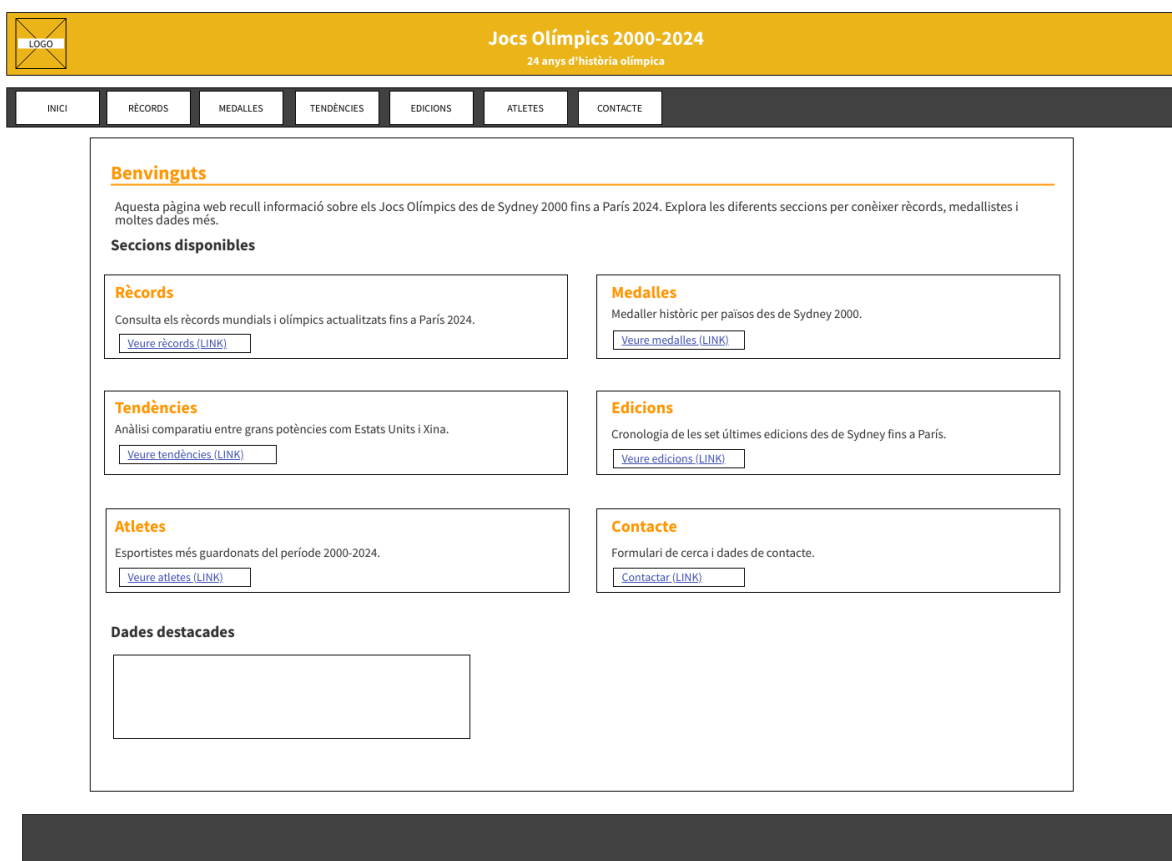 LOGO
Jocs Olímpics 2000-2024
24 anys d'història olímpica
INICI
RÈCORDS
MEDALLES
TENDÈNCIES
EDICIONS
ATLETES
CONTACTE
Benvinguts
Aquesta pàgina web recull informació sobre els Jocs Olímpics des de Sydney 2000 fins a París 2024. Explora les diferents seccions per conèixer rècords, medallistes i
moltes dades més.
Seccions disponibles
Rècords
Consulta els rècords mundials i olímpics actualitzats fins a París 2024.
Veure rècords (LINK)
Medalles
Medaller històric per països des de Sydney 2000.
Veure medalles (LINK)
Tendències
Anàlisi comparatiu entre grans potències com Estats Units i Xina.
Veure tendències (LINK)
Edicions
Cronologia de les set últimes edicions des de Sydney fins a París.
Veure edicions (LINK)
Atletes
Esportistes més guardonats del període 2000-2024.
Veure atletes (LINK)
Contacte
Formulari de cerca i dades de contacte.
Contactar (LINK)
Dades destacades